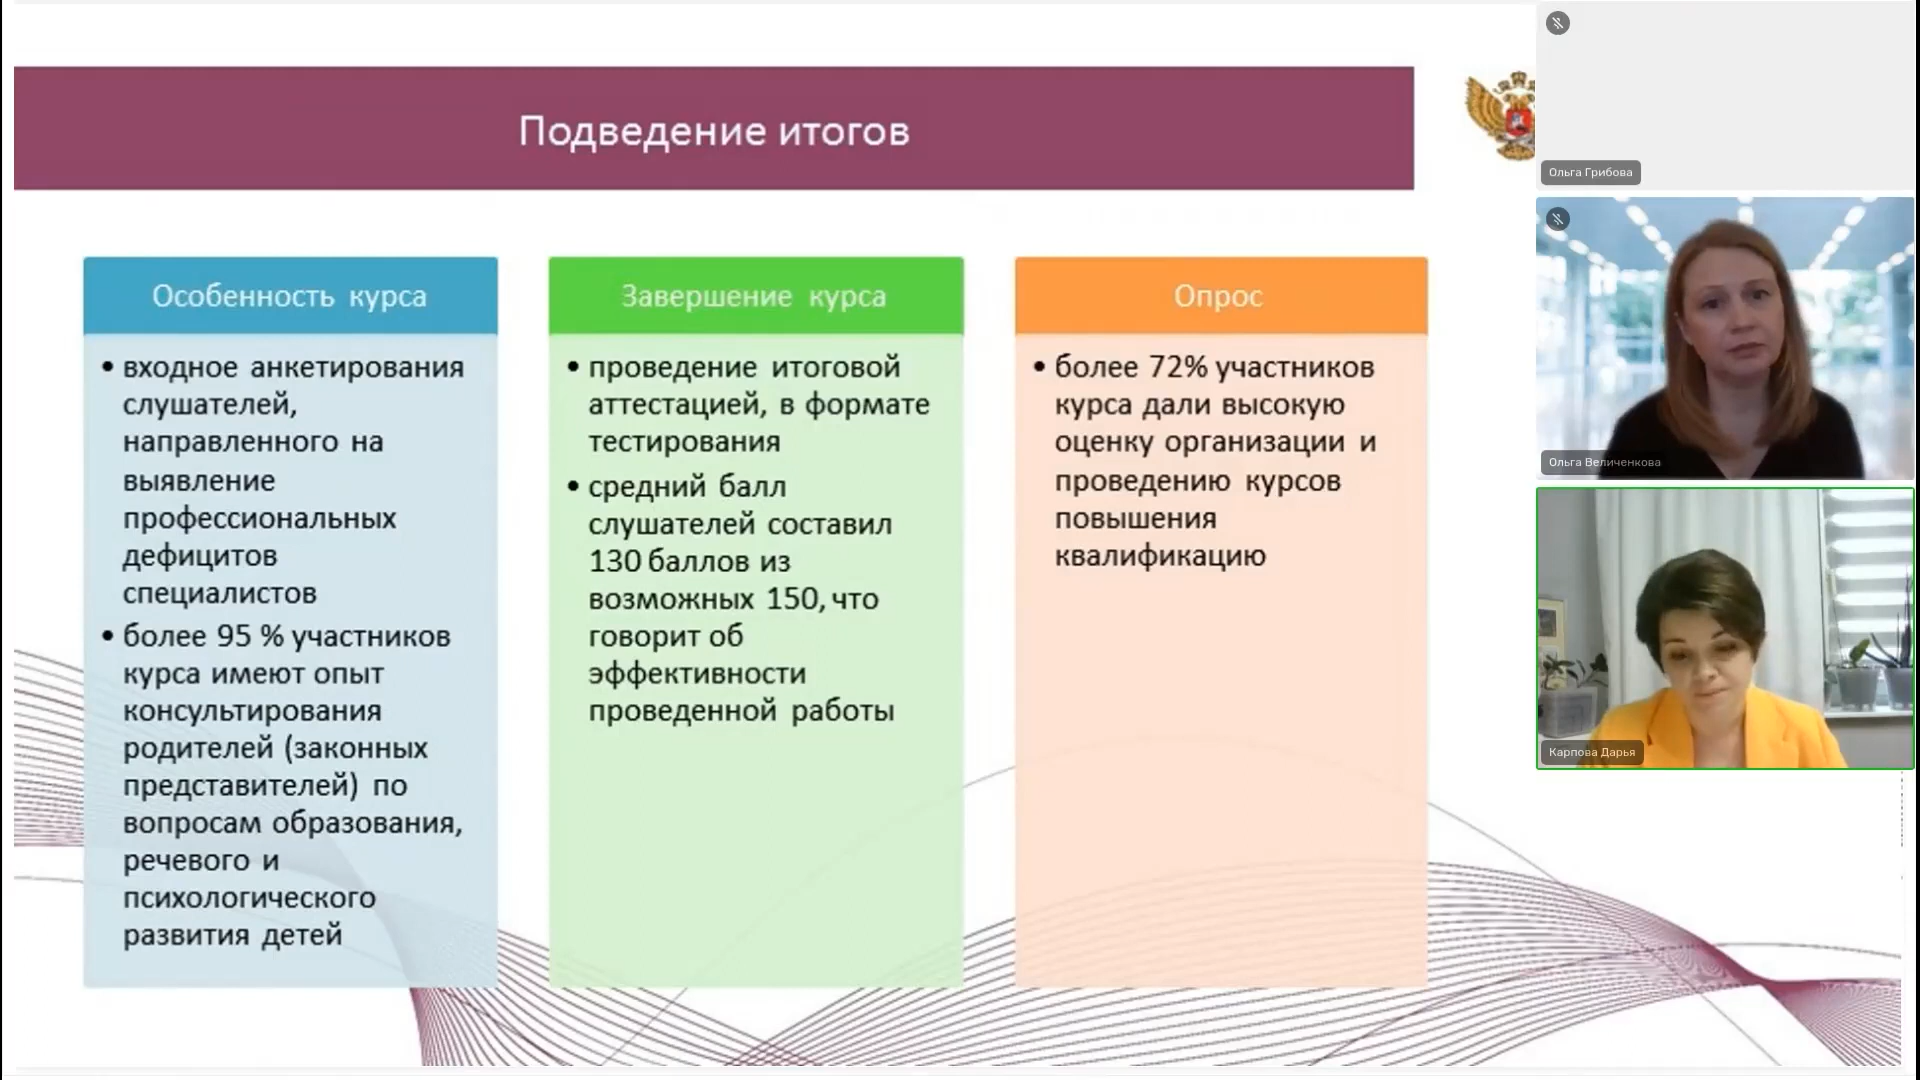 Подведение итогов
Особенность курса
• входное анкетирования
слушателей,
направленного на
выявление
профессиональных
дефицитов
специалистов
• более 95 % участников
курса имеют опыт
консультирования
родителей (законных
представителей) по
вопросам образования,
речевого и
психологического
развития детей
Завершение курса
• проведение итоговой
аттестацией, в формате
тестирования
• средний балл
слушателей составил
130 баллов из
возможных 150, что
говорит об
эффективности
проведенной работы
Опрос
• более 72% участников
курса дали высокую
оценку организации и
проведению курсов
повышения
квалификацию
Ольга Грибова
Ольга Величенкова
Карпова Дарья